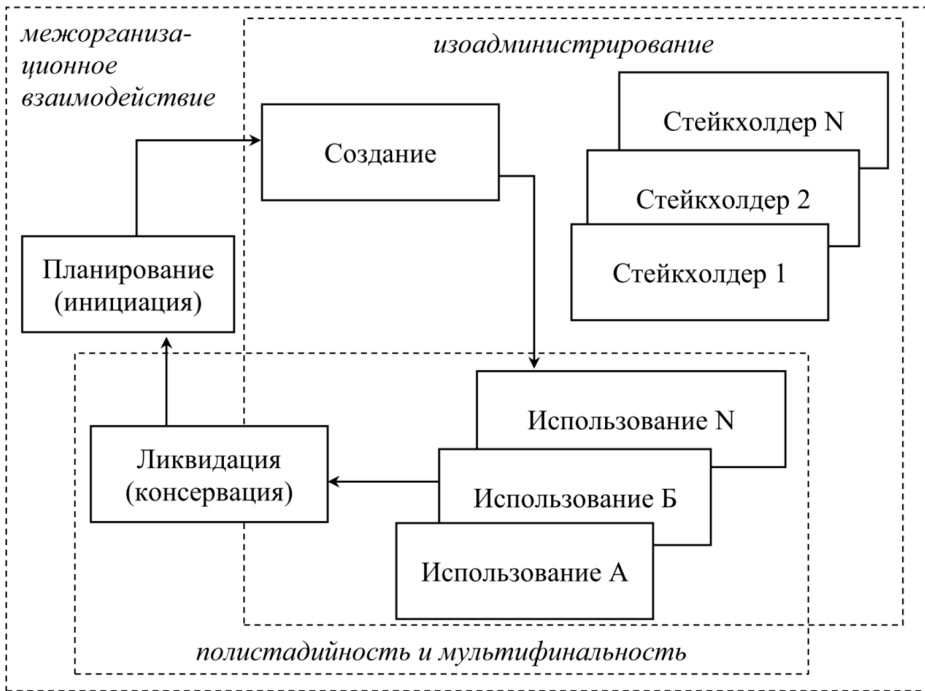 межорганиза-
ционное
взаимодействие
изоадминистрирование
Стейкхолдер N
Создание
Стейкхолдер 2
Стейкхолдер 1
Планирование
(инициация)
Использование N
Ликвидация
(консервация)
Использование Б
Использование А
полистадийность и мультифинальность